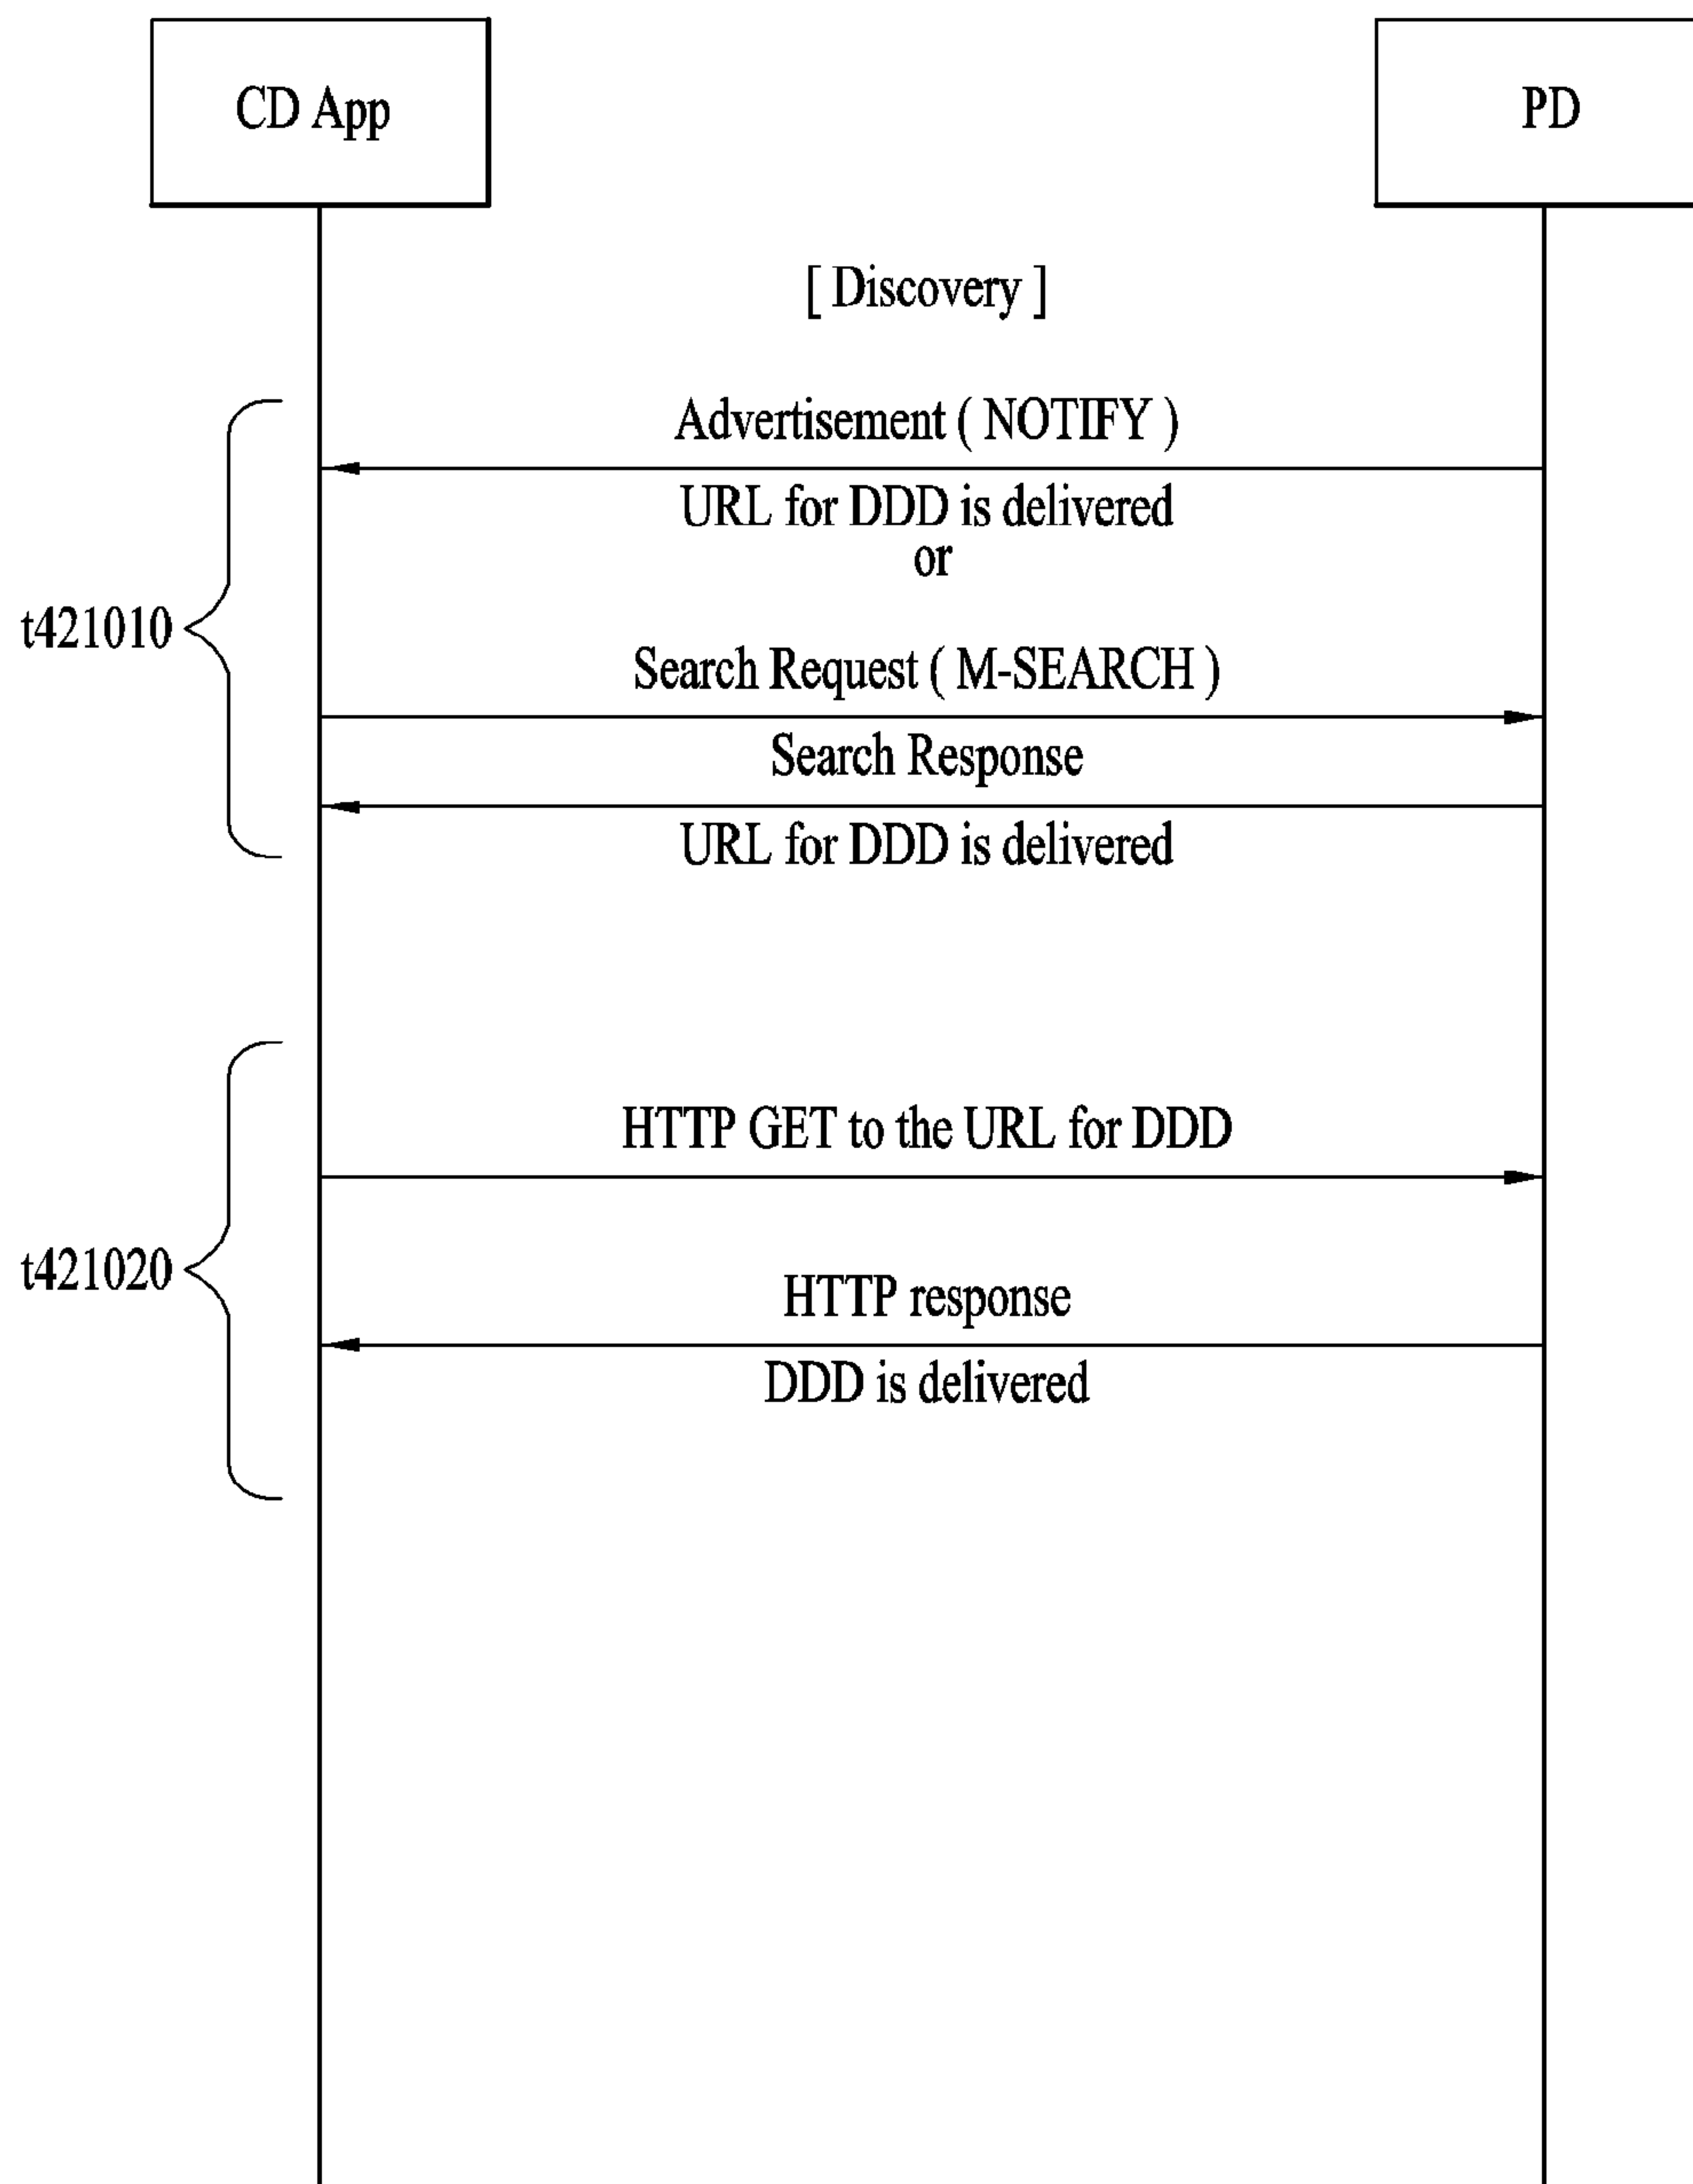 CD App
PD
[ Discovery ]
Advertisement ( NOTIFY )
URL for DDD is delivered
or
t421010
Search Request ( M-SEARCH )
Search Response
URL for DDD is delivered
HTTP GET to the URL for DDD
t421020
HTTP response
DDD is delivered